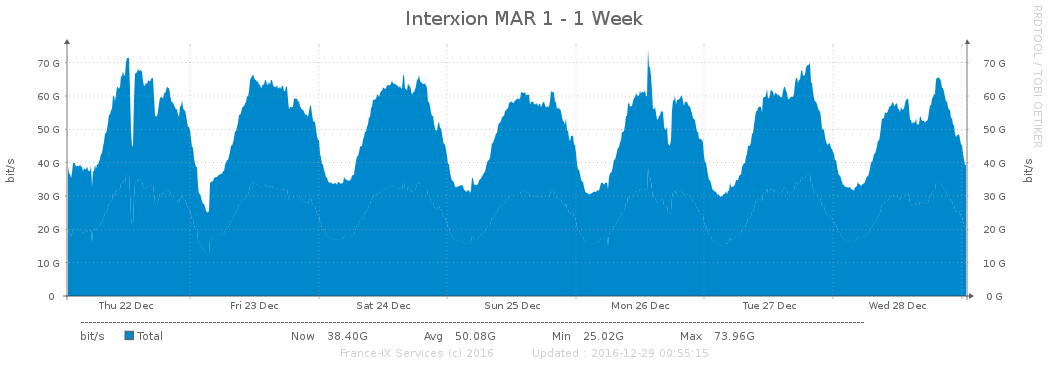 Interxion MAR 1 - 1 Week
RRDTOOL / TOBI OETIKER
bit/s
70 G
60 G
50 G
40 G
30 G
20 G
10 G
0
70 G
60 G
50 G
40 G
30 G
20 G
10 G
0 G
bit/s
Thu 22 Dec Fri 23 Dec Sat 24 Dec Sun 25 Dec Mon 26 Dec Tue 27 Dec Wed 28 Dec
bit/s Total Now 38.40G Avg 50.08G Min 25.02G Max 73.96G
France-IX Services (c) 2016 Updated : 2016-12-29 00:55:15